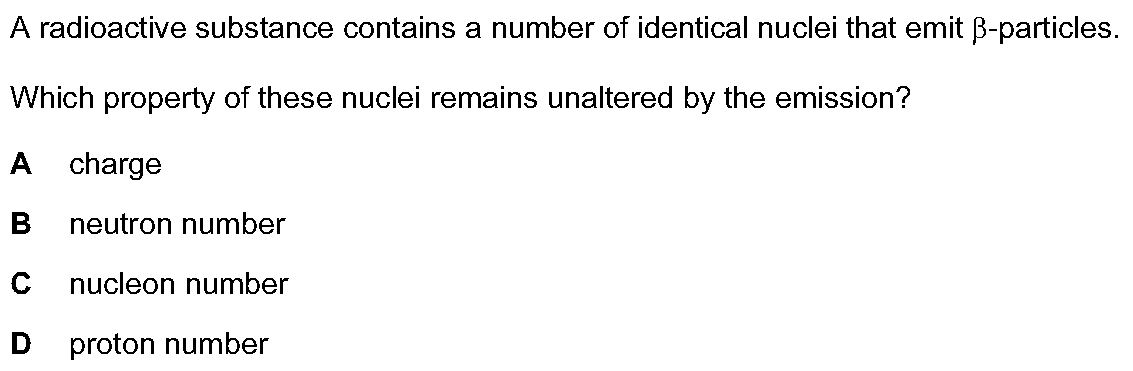 A radioactive substance contains a number of identical nuclei that emit β-particles.
Which property of these nuclei remains unaltered by the emission?
A charge
B neutron number
C nucleon number
D proton number